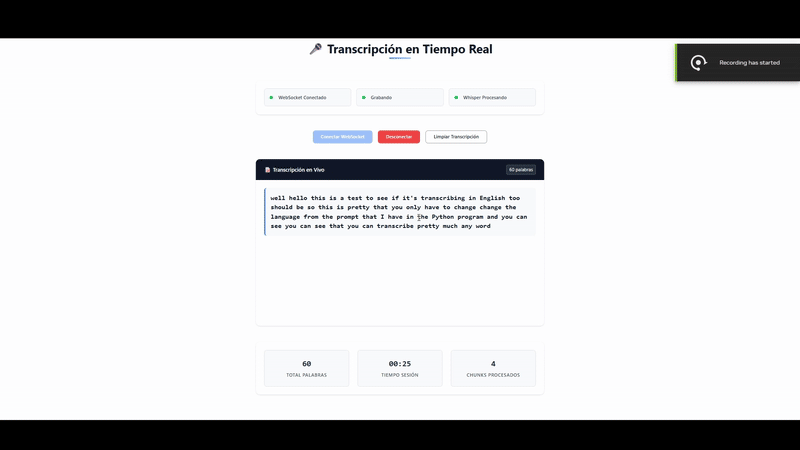 Transcripción en Tiempo Real
Recording has started
WebSocket Conectado
Grabando
Whisper Procesando
Conectar WebSocket
Desconectar
Limpiar Transcripción
Transcripción en Vivo
60 palabras
well hello this is a test to see if it's transcribing in English too
should be so this is pretty that you only have to change change the
language from the prompt that I have in the Python program and you can
see you can see that you can transcribe pretty much any word
60
TOTAL PALABRAS
00:25
TIEMPO SESIÓN
4
CHUNKS PROCESADOS